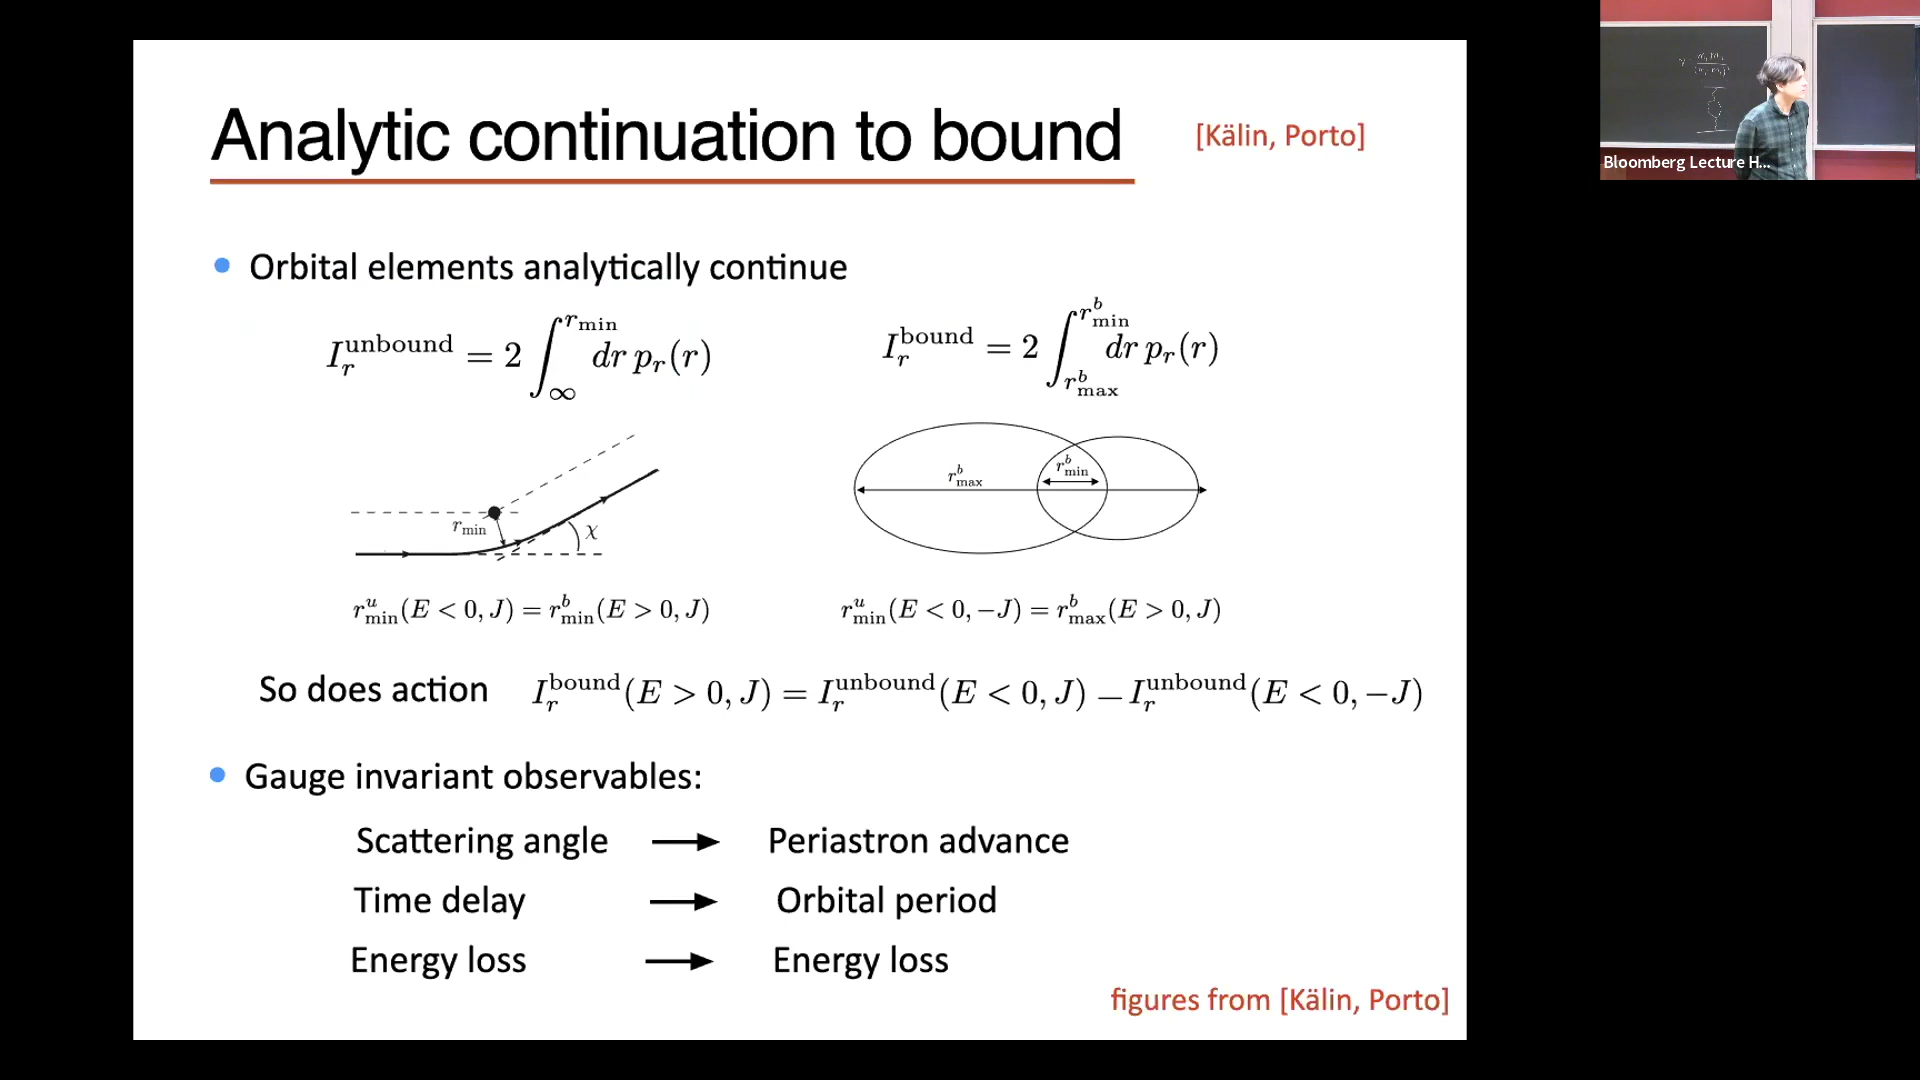 Analytic continuation to bound [Kälin, Porto]
Orbital elements analytically continue
I_r^unbound = 2 ∫_∞^{r_min} dr p_r(r)
I_r^bound = 2 ∫_{r^b_max}^{r^b_min} dr p_r(r)
r_min
χ
r^b_max
r^b_min
r^u_min(E < 0, J) = r^b_min(E > 0, J)
r^u_min(E < 0, −J) = r^b_max(E > 0, J)
So does action I_r^bound(E > 0, J) = I_r^unbound(E < 0, J) − I_r^unbound(E < 0, −J)
Gauge invariant observables:
Scattering angle → Periastron advance
Time delay → Orbital period
Energy loss → Energy loss
figures from [Kälin, Porto]
Bloomberg Lecture H...